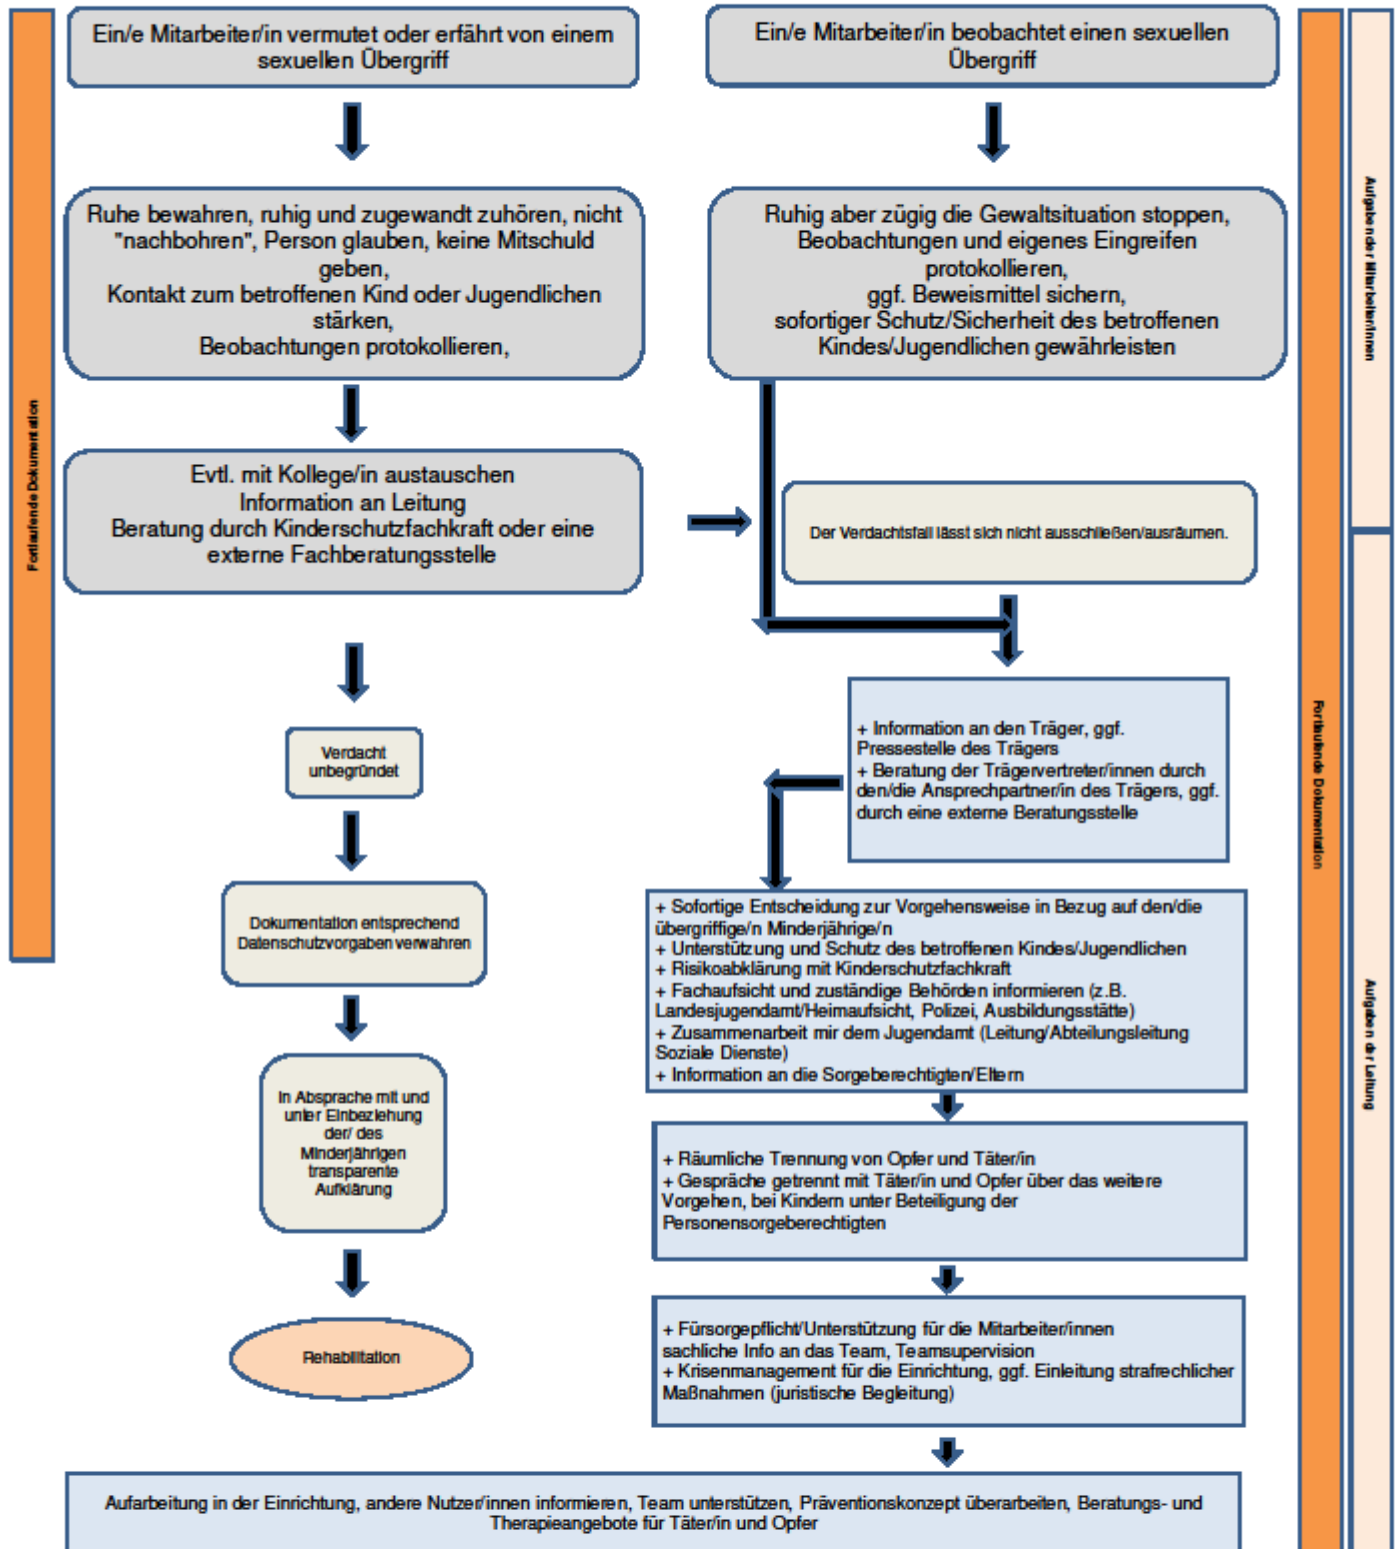 Ein/e Mitarbeiter/in vermutet oder erfährt von einem
sexuellen Übergriff
Ein/e Mitarbeiter/in beobachtet einen sexuellen
Übergriff
Ruhe bewahren, ruhig und zugewandt zuhören, nicht
"nachbohren", Person glauben, keine Mitschuld
geben,
Kontakt zum betroffenen Kind oder Jugendlichen
stärken,
Beobachtungen protokollieren,
Ruhig aber zügig die Gewaltsituation stoppen,
Beobachtungen und eigenes Eingreifen
protokollieren,
ggf. Beweismittel sichern,
sofortiger Schutz/Sicherheit des betroffenen
Kindes/Jugendlichen gewährleisten
Evtl. mit Kollege/in austauschen
Information an Leitung
Beratung durch Kinderschutzfachkraft oder eine
externe Fachberatungsstelle
Der Verdachtsfall lässt sich nicht ausschließen/ausräumen.
Verdacht
unbegründet
Dokumentation entsprechend
Datenschutzvorgaben verwahren
In Absprache mit und
unter Einbeziehung
der/ des
Minderjährigen
transparente
Aufklärung
Rehabilitation
+ Information an den Träger, ggf.
Pressestelle des Trägers
+ Beratung der Trägervertreter/innen durch
den/die Ansprechpartner/in des Trägers, ggf.
durch eine externe Beratungsstelle
+ Sofortige Entscheidung zur Vorgehensweise in Bezug auf den/die
übergriffige/n Minderjährige/n
+ Unterstützung und Schutz des betroffenen Kindes/Jugendlichen
+ Risikoabklärung mit Kinderschutzfachkraft
+ Fachaufsicht und zuständige Behörden informieren (z.B.
Landesjugendamt/Heimaufsicht, Polizei, Ausbildungsstätte)
+ Zusammenarbeit mir dem Jugendamt (Leitung/Abteilungsleitung
Soziale Dienste)
+ Information an die Sorgeberechtigten/Eltern
+ Räumliche Trennung von Opfer und Täter/in
+ Gespräche getrennt mit Täter/in und Opfer über das weitere
Vorgehen, bei Kindern unter Beteiligung der
Personensorgeberechtigten
+ Fürsorgepflicht/Unterstützung für die Mitarbeiter/innen
sachliche Info an das Team, Teamsupervision
+ Krisenmanagement für die Einrichtung, ggf. Einleitung strafrechlicher
Maßnahmen (juristische Begleitung)
Aufarbeitung in der Einrichtung, andere Nutzer/innen informieren, Team unterstützen, Präventionskonzept überarbeiten, Beratungs- und
Therapieangebote für Täter/in und Opfer
Fortlaufende Dokumentation
Fortlaufende Dokumentation
Aufgaben der Mitarbeiter/innen
Aufgaben der Leitung